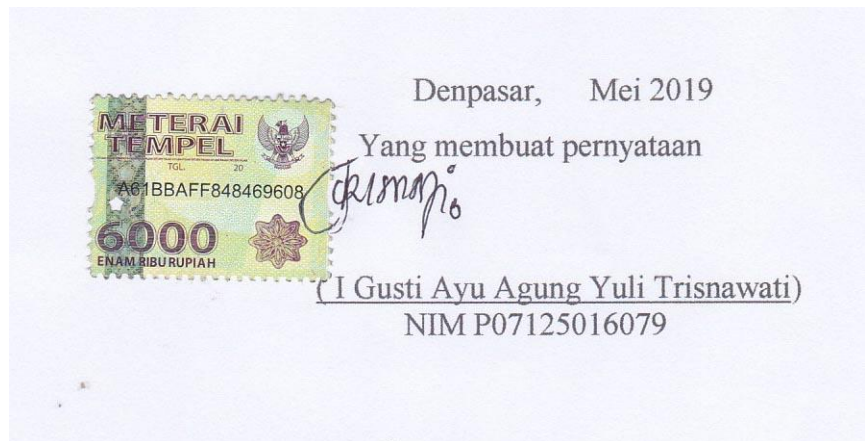 Denpasar, Mei 2019
METERAI
TEMPEL
TGL. 20
Yang membuat pernyataan
A61BBAFF848469608
6000
ENAM RIBU RUPIAH
( I Gusti Ayu Agung Yuli Trisnawati)
NIM P07125016079